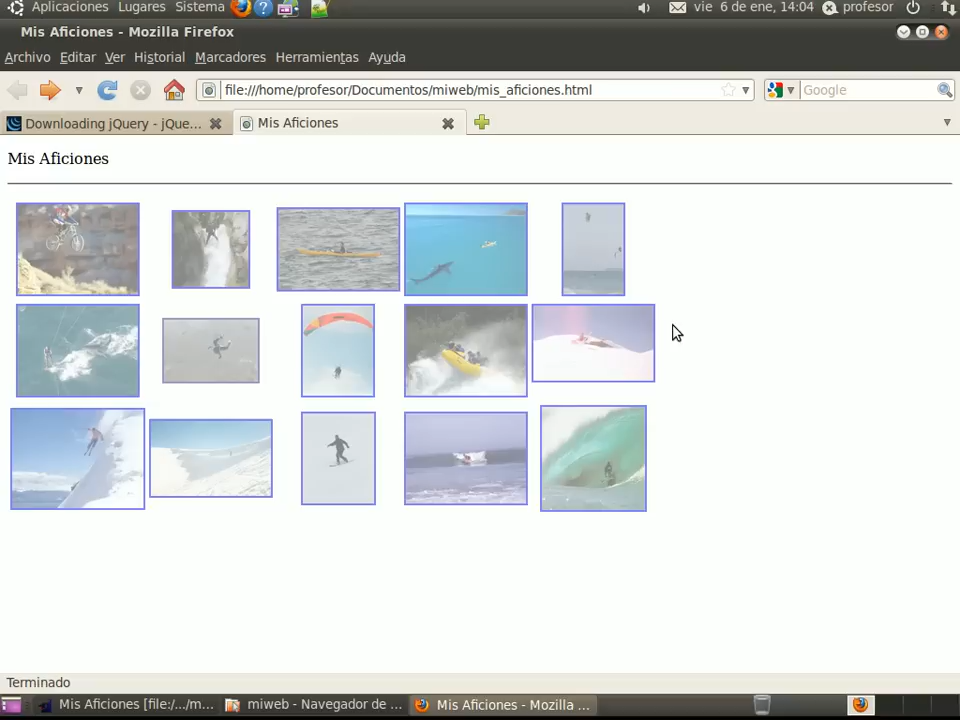 Aplicaciones Lugares Sistema vie 6 de ene, 14:04 profesor
Mis Aficiones - Mozilla Firefox
Archivo Editar Ver Historial Marcadores Herramientas Ayuda
file:///home/profesor/Documentos/miweb/mis_aficiones.html Google
Downloading jQuery - jQue... Mis Aficiones
Mis Aficiones
Terminado
Mis Aficiones [file:/.../m... miweb - Navegador de ... Mis Aficiones - Mozilla ...